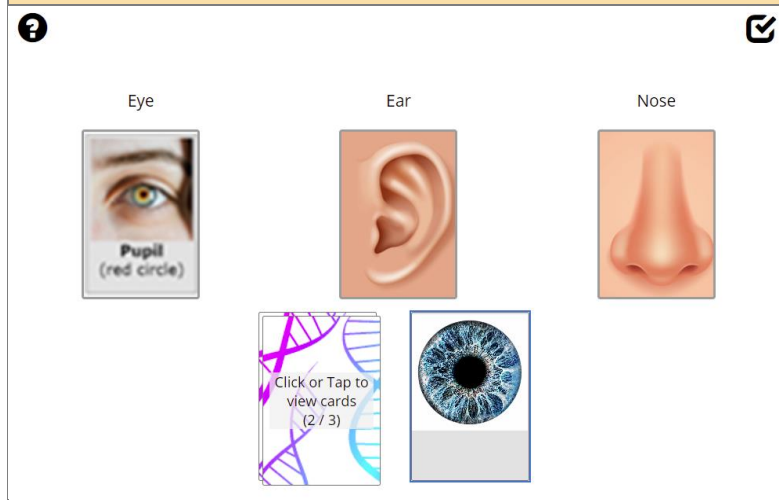 ?
Eye
Ear
Nose
Pupil
(red circle)
Click or Tap to
view cards
(2 / 3)